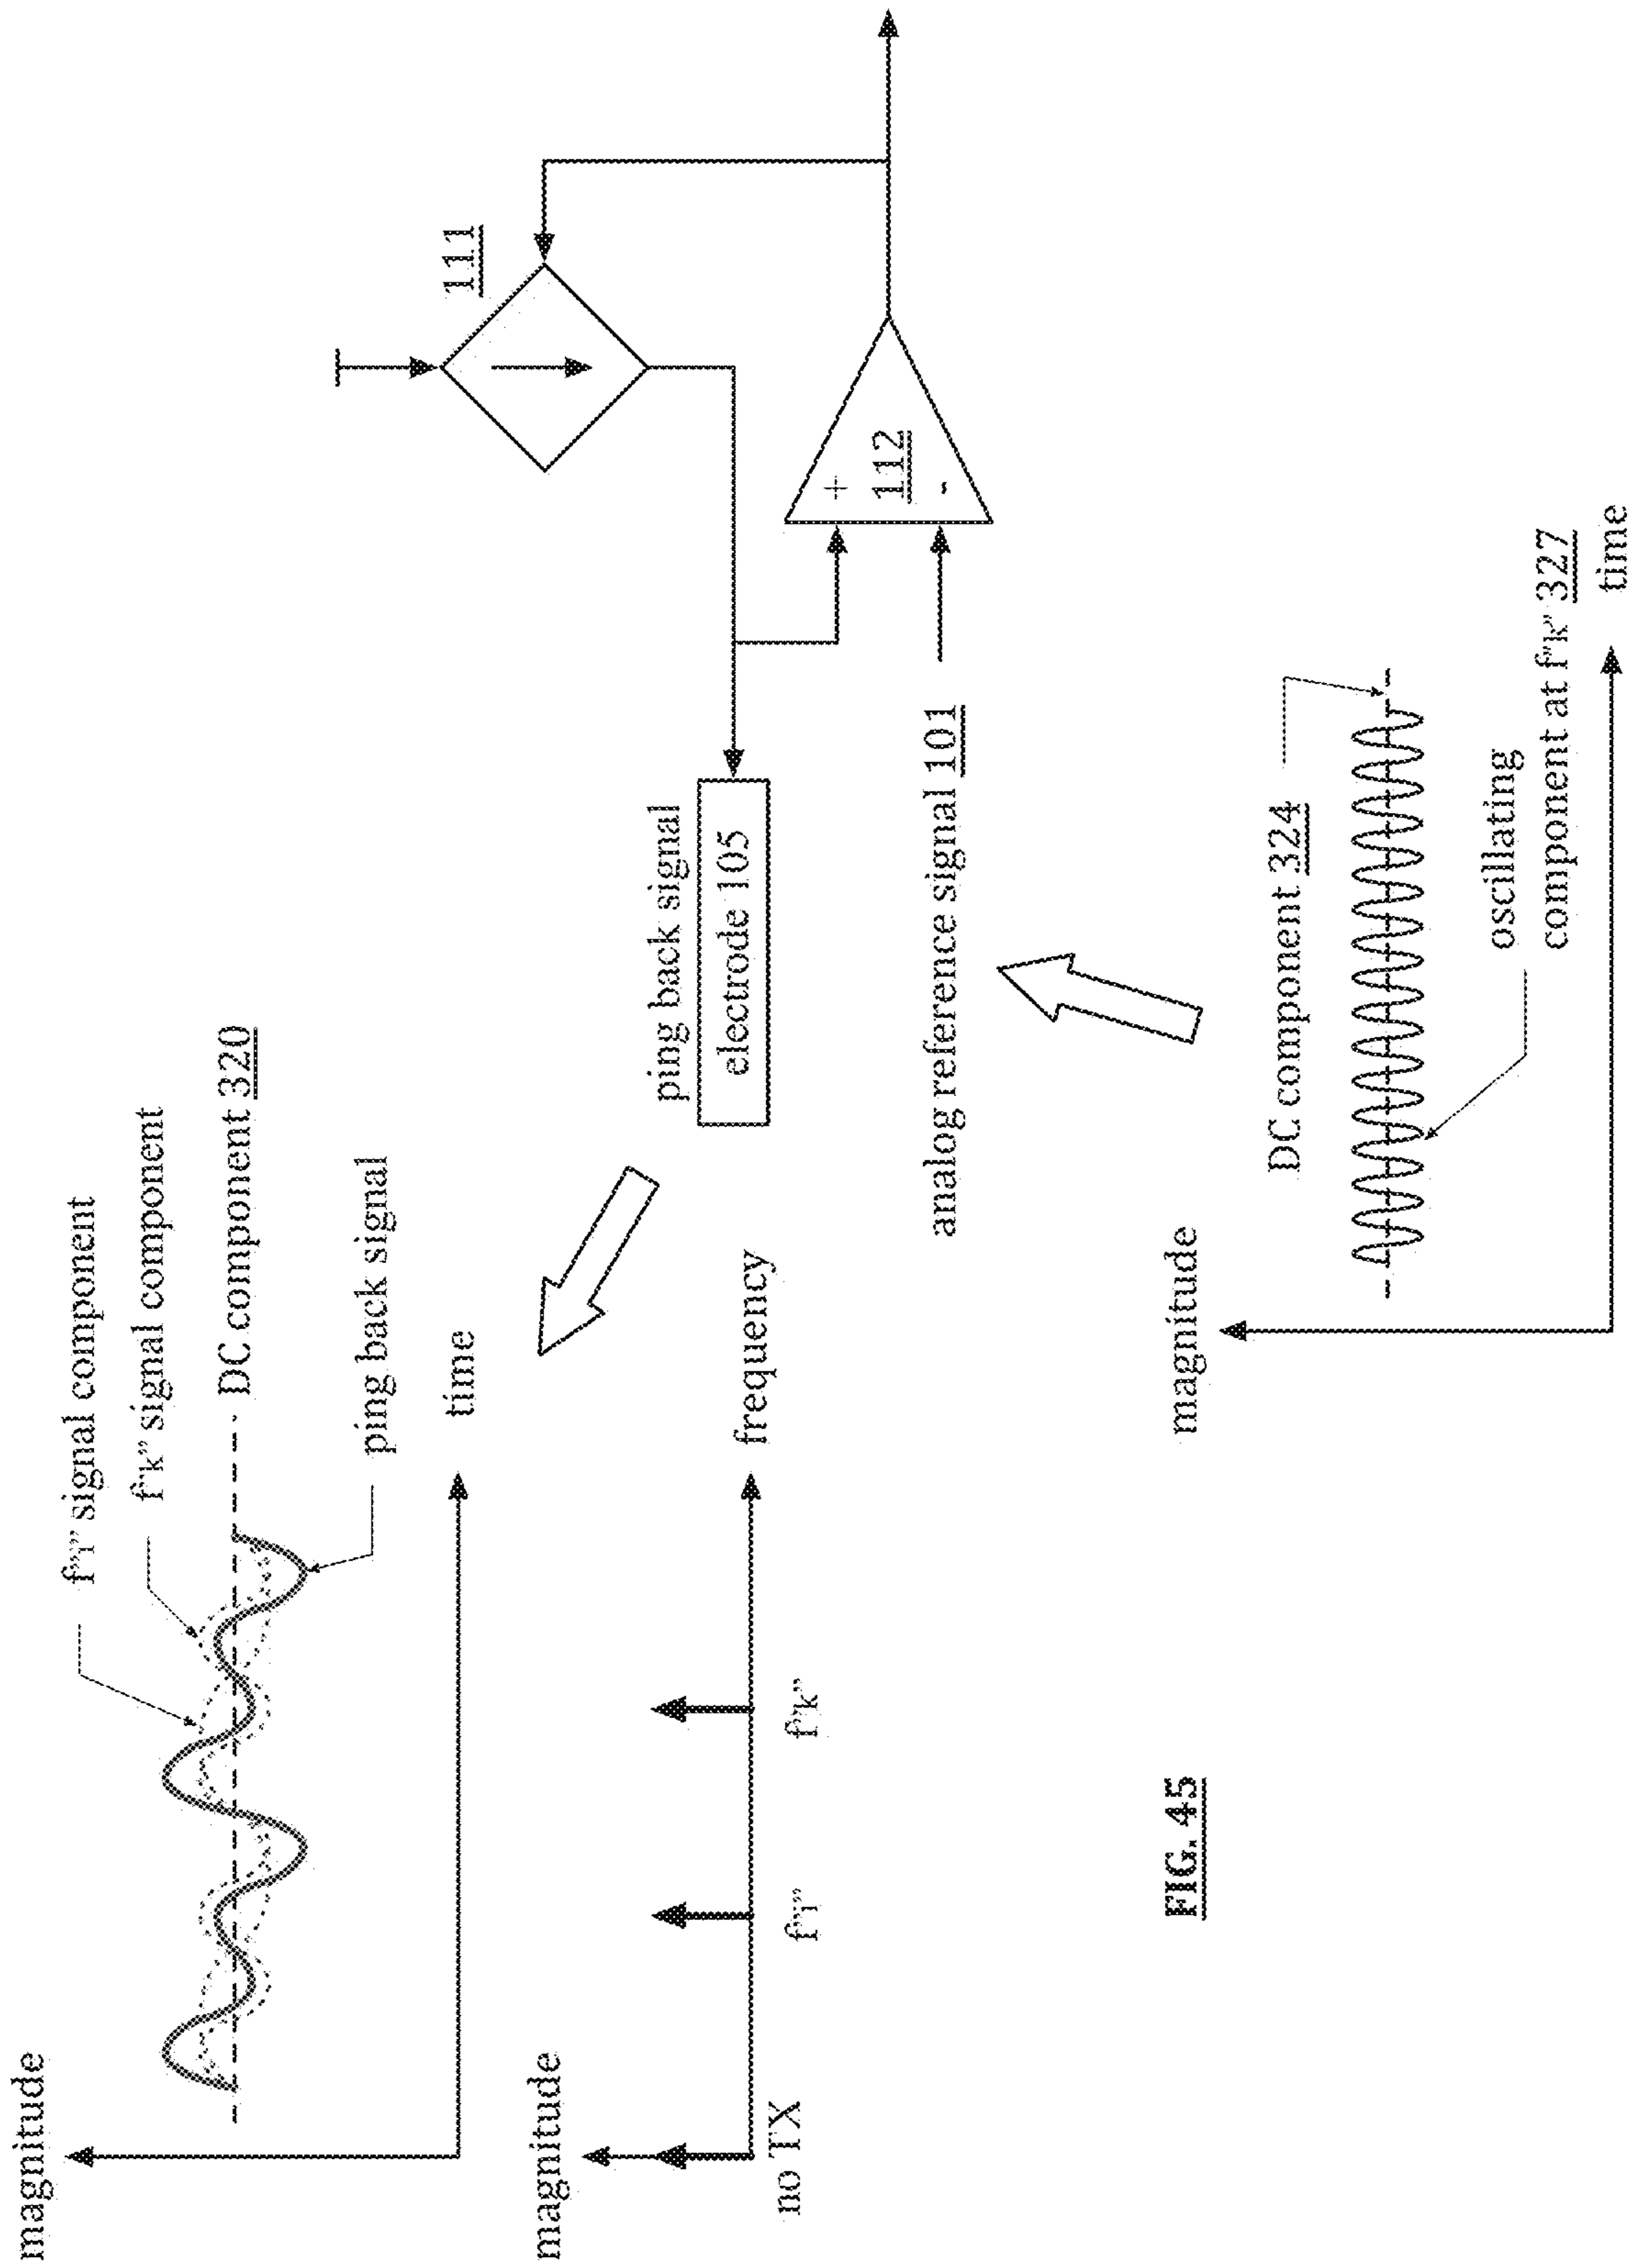 magnitude
f"i" signal component
f"k" signal component
DC component 320
ping back signal
time
magnitude
frequency
no TX
f"i"
f"k"
ping back signal
electrode 105
111
+
112
-
analog reference signal 101
magnitude
DC component 324
oscillating
component at f"k" 327
time
FIG. 45